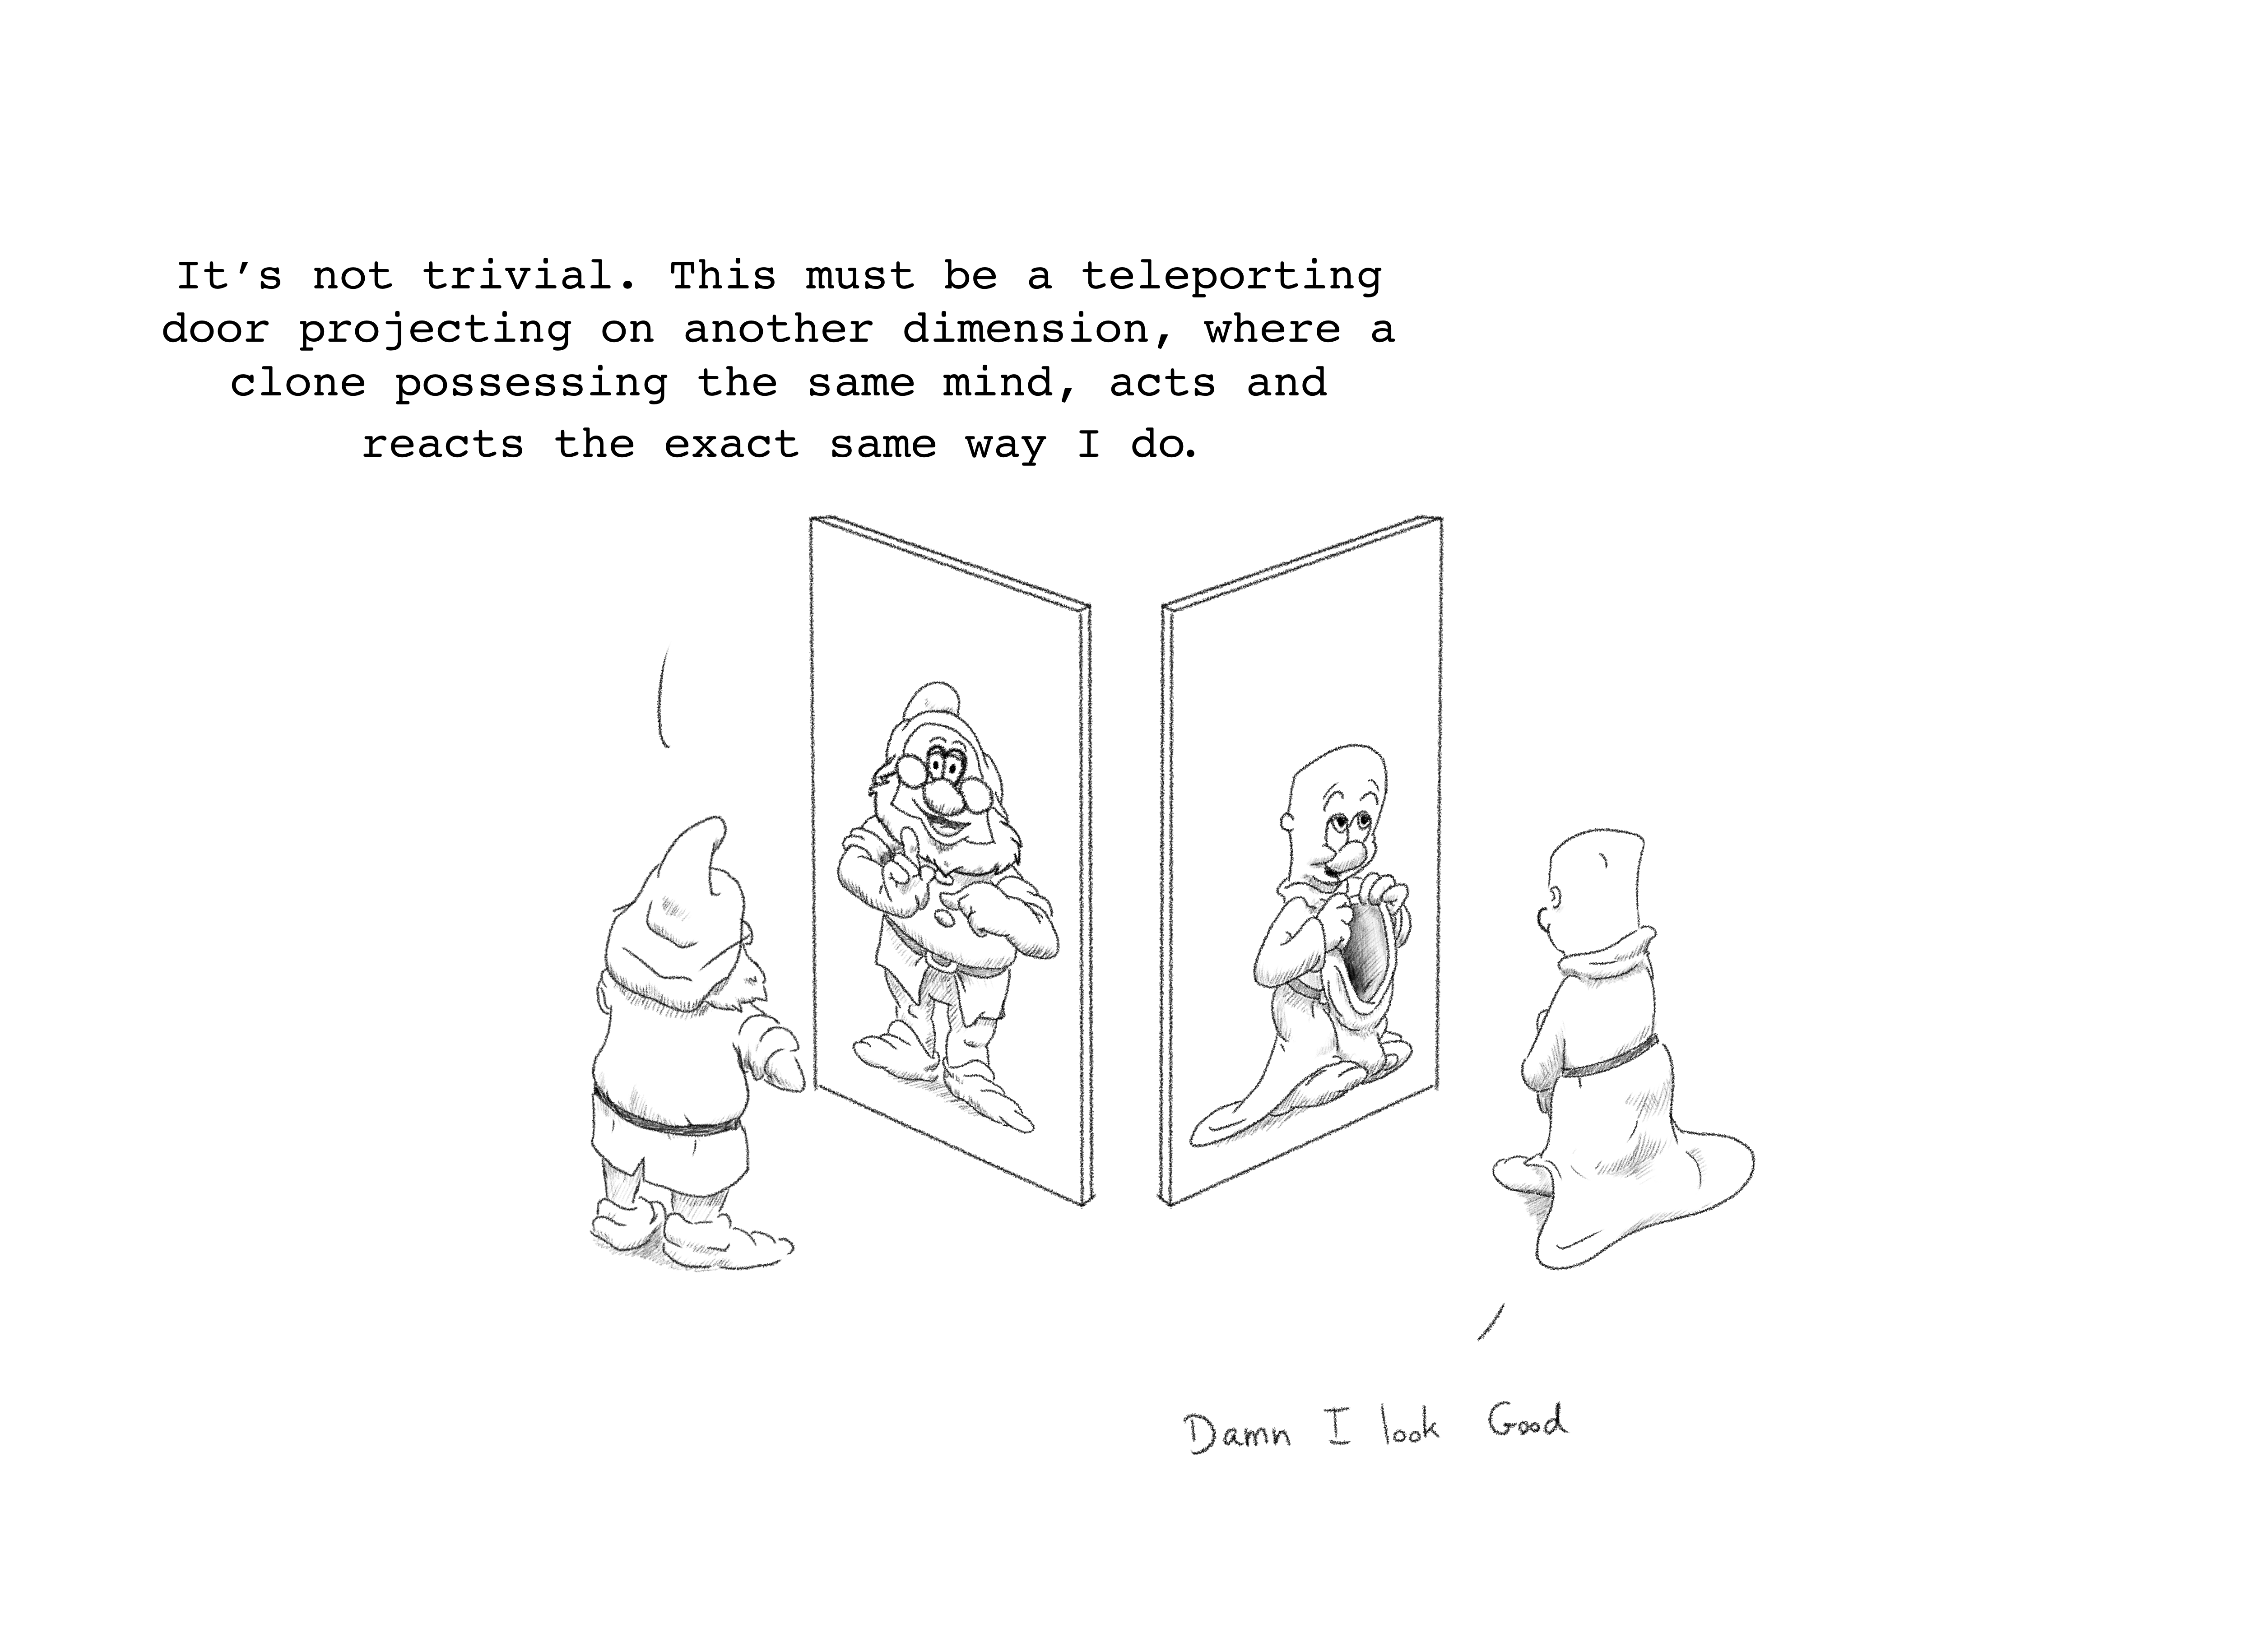 It’s not trivial. This must be a teleporting
door projecting on another dimension, where a
clone possessing the same mind, acts and
reacts the exact same way I do.
Damn I look Good